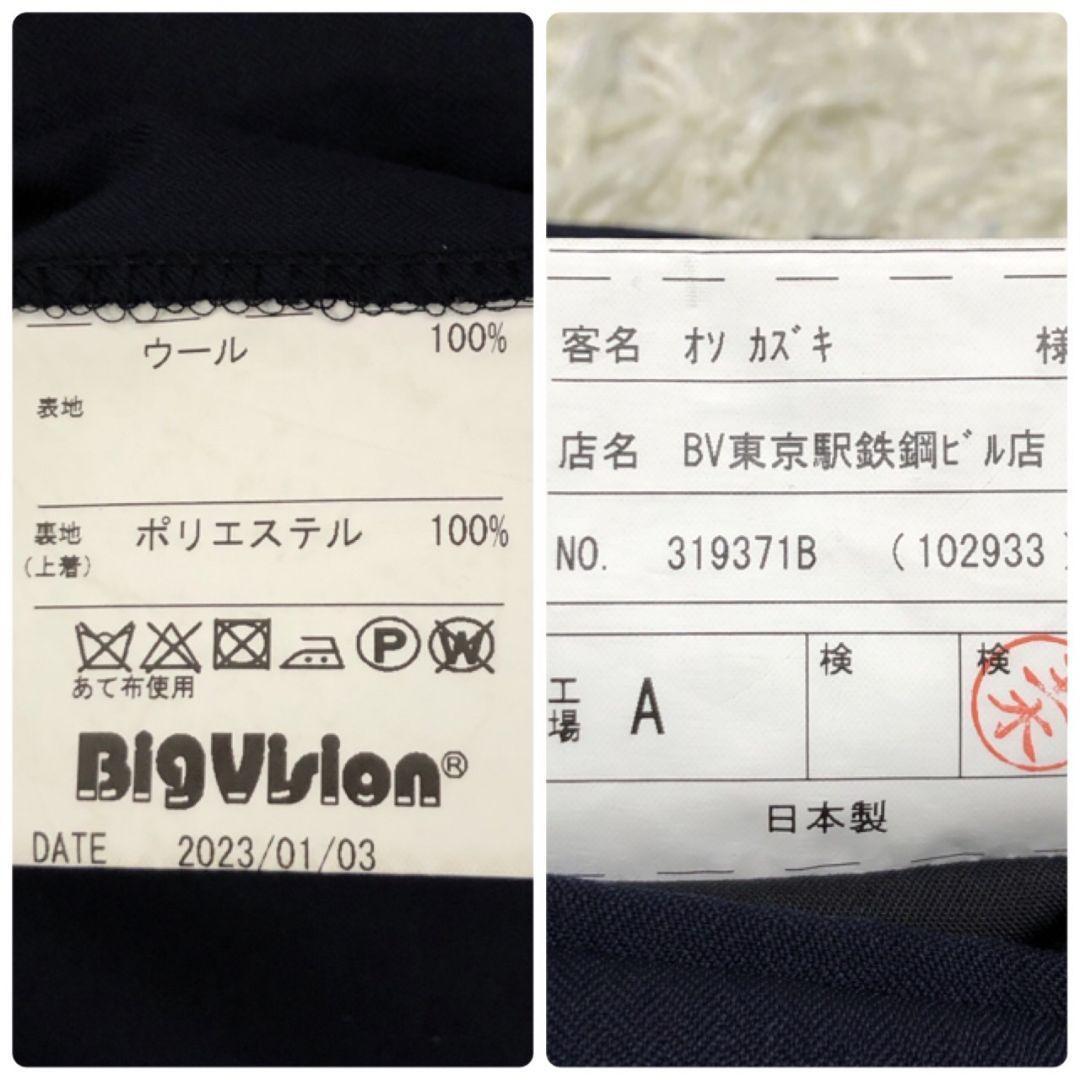 ウール 100%
表地
裏地 ポリエステル 100%
(上着)
P W
あて布使用
BigVision®
DATE 2023/01/03
客名 ｵｿ ｶｽﾞｷ 様
店名 BV東京駅鉄鋼ﾋﾞﾙ店
NO. 319371B (102933)
工場 A 検 検
日本製